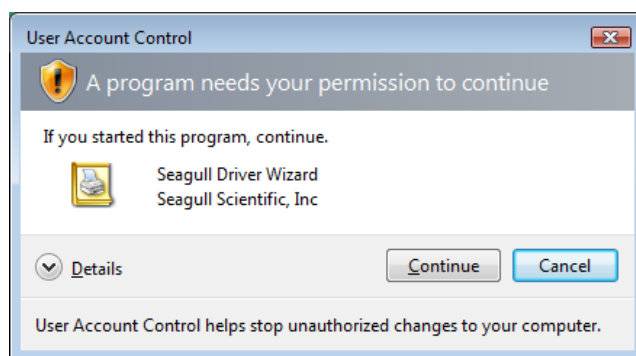 User Account Control
A program needs your permission to continue
If you started this program, continue.
Seagull Driver Wizard
Seagull Scientific, Inc
Details
Continue
Cancel
User Account Control helps stop unauthorized changes to your computer.